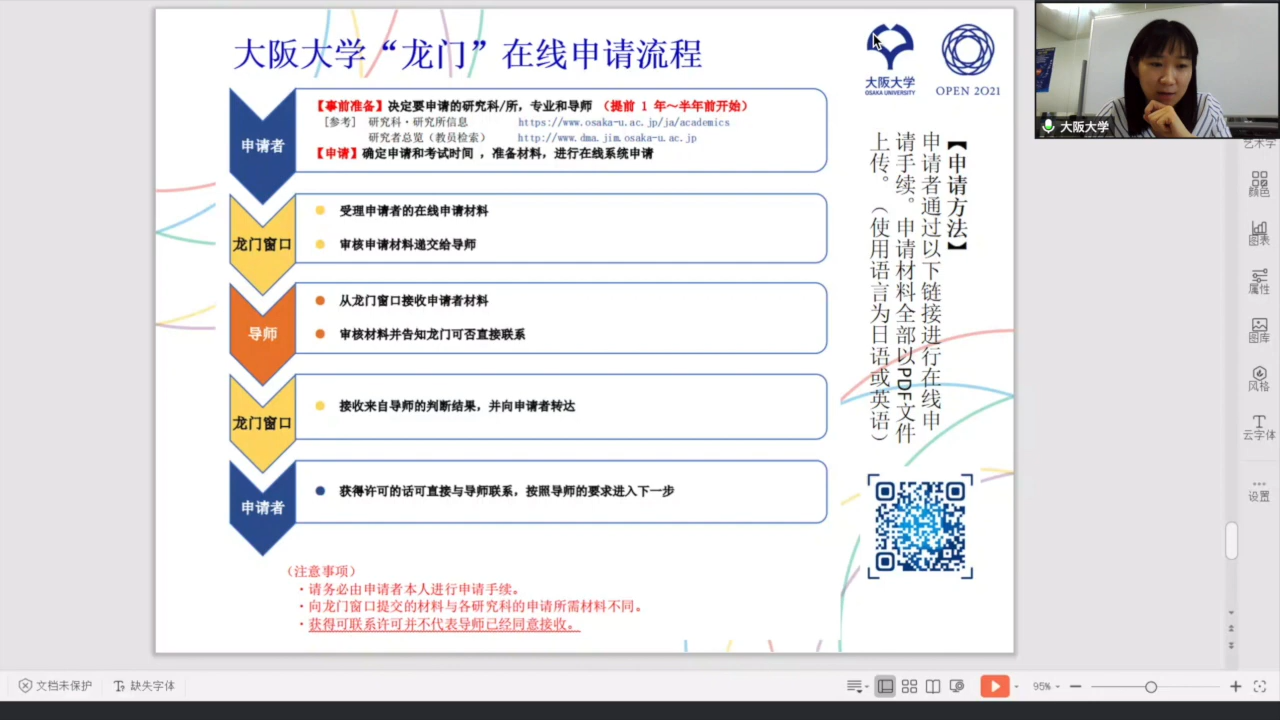 大阪大学“龙门”在线申请流程
大阪大学
OSAKA UNIVERSITY
OPEN 2021
申请者
【事前准备】决定要申请的研究科/所，专业和导师 （提前 1 年～半年前开始）
[参考] 研究科・研究所信息 https://www.osaka-u.ac.jp/ja/academics
研究者总览（教员检索） http://www.dma.jim.osaka-u.ac.jp
【申请】确定申请和考试时间 ，准备材料，进行在线系统申请
龙门窗口
受理申请者的在线申请材料
审核申请材料递交给导师
导师
从龙门窗口接收申请者材料
审核材料并告知龙门可否直接联系
龙门窗口
接收来自导师的判断结果，并向申请者转达
申请者
获得许可的话可直接与导师联系，按照导师的要求进入下一步
（注意事项）
・请务必由申请者本人进行申请手续。
・向龙门窗口提交的材料与各研究科的申请所需材料不同。
・获得可联系许可并不代表导师已经同意接收。
【申请方法】
申请者通过以下链接进行在线申
请手续。申请材料全部以PDF文件
上传。（使用语言为日语或英语）
大阪大学
艺术字
颜色
图表
属性
图库
风格
云字体
设置
文档未保护
缺失字体
95%